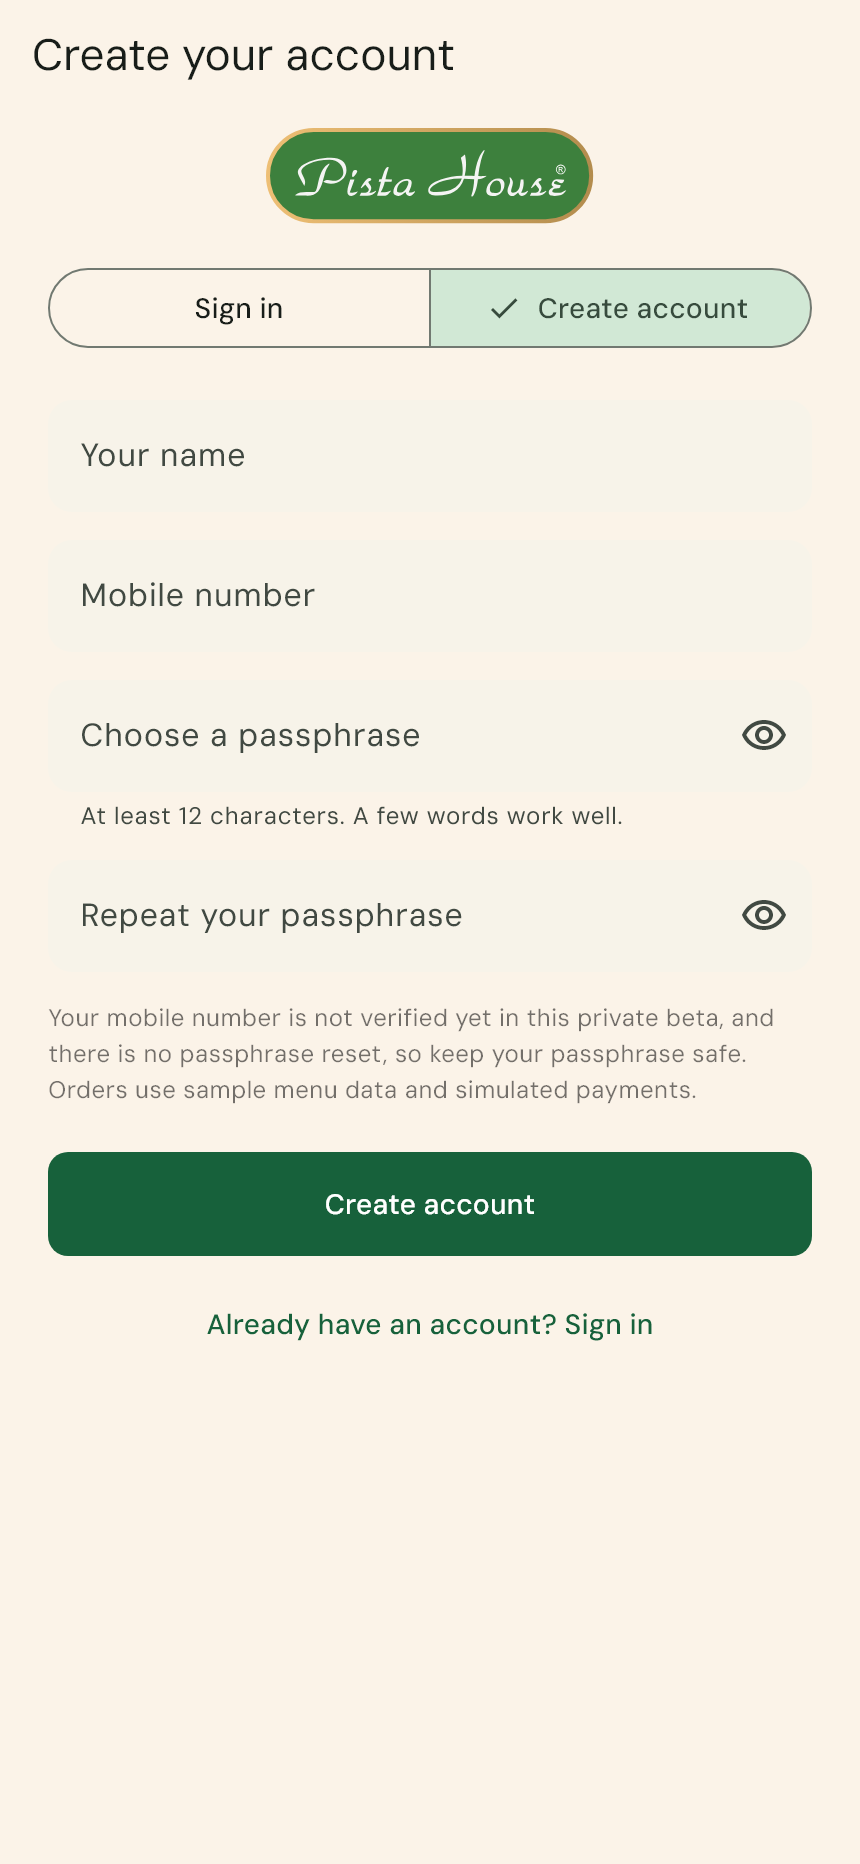 Create your account
Pista House®
Sign in
Create account
Your name
Mobile number
Choose a passphrase
At least 12 characters. A few words work well.
Repeat your passphrase
Your mobile number is not verified yet in this private beta, and
there is no passphrase reset, so keep your passphrase safe.
Orders use sample menu data and simulated payments.
Create account
Already have an account? Sign in